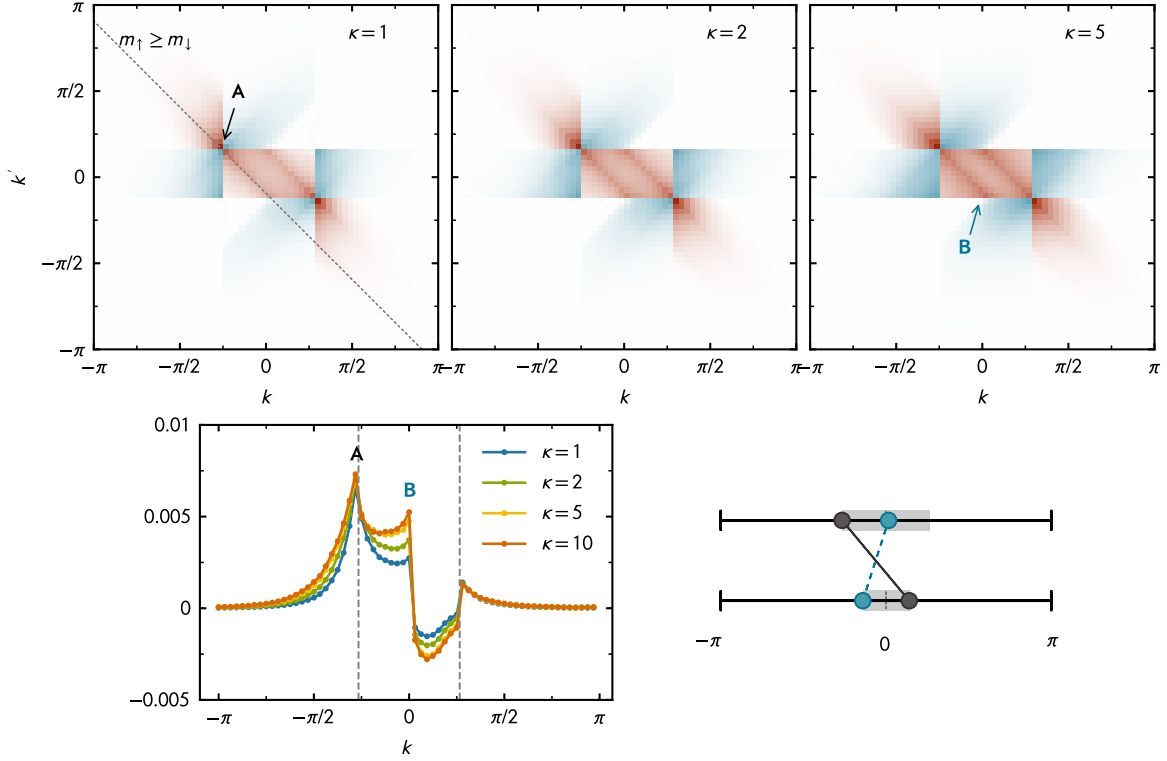 π
π/2
0
−π/2
−π
k′
m↑ ≥ m↓
A
κ = 1
κ = 2
κ = 5
B
−π
−π/2
0
π/2
π
−π
−π/2
0
π/2
π
−π
−π/2
0
π/2
π
k
k
k
0.01
0.005
0
−0.005
A
B
κ = 1
κ = 2
κ = 5
κ = 10
−π
−π/2
0
π/2
π
k
−π
0
π